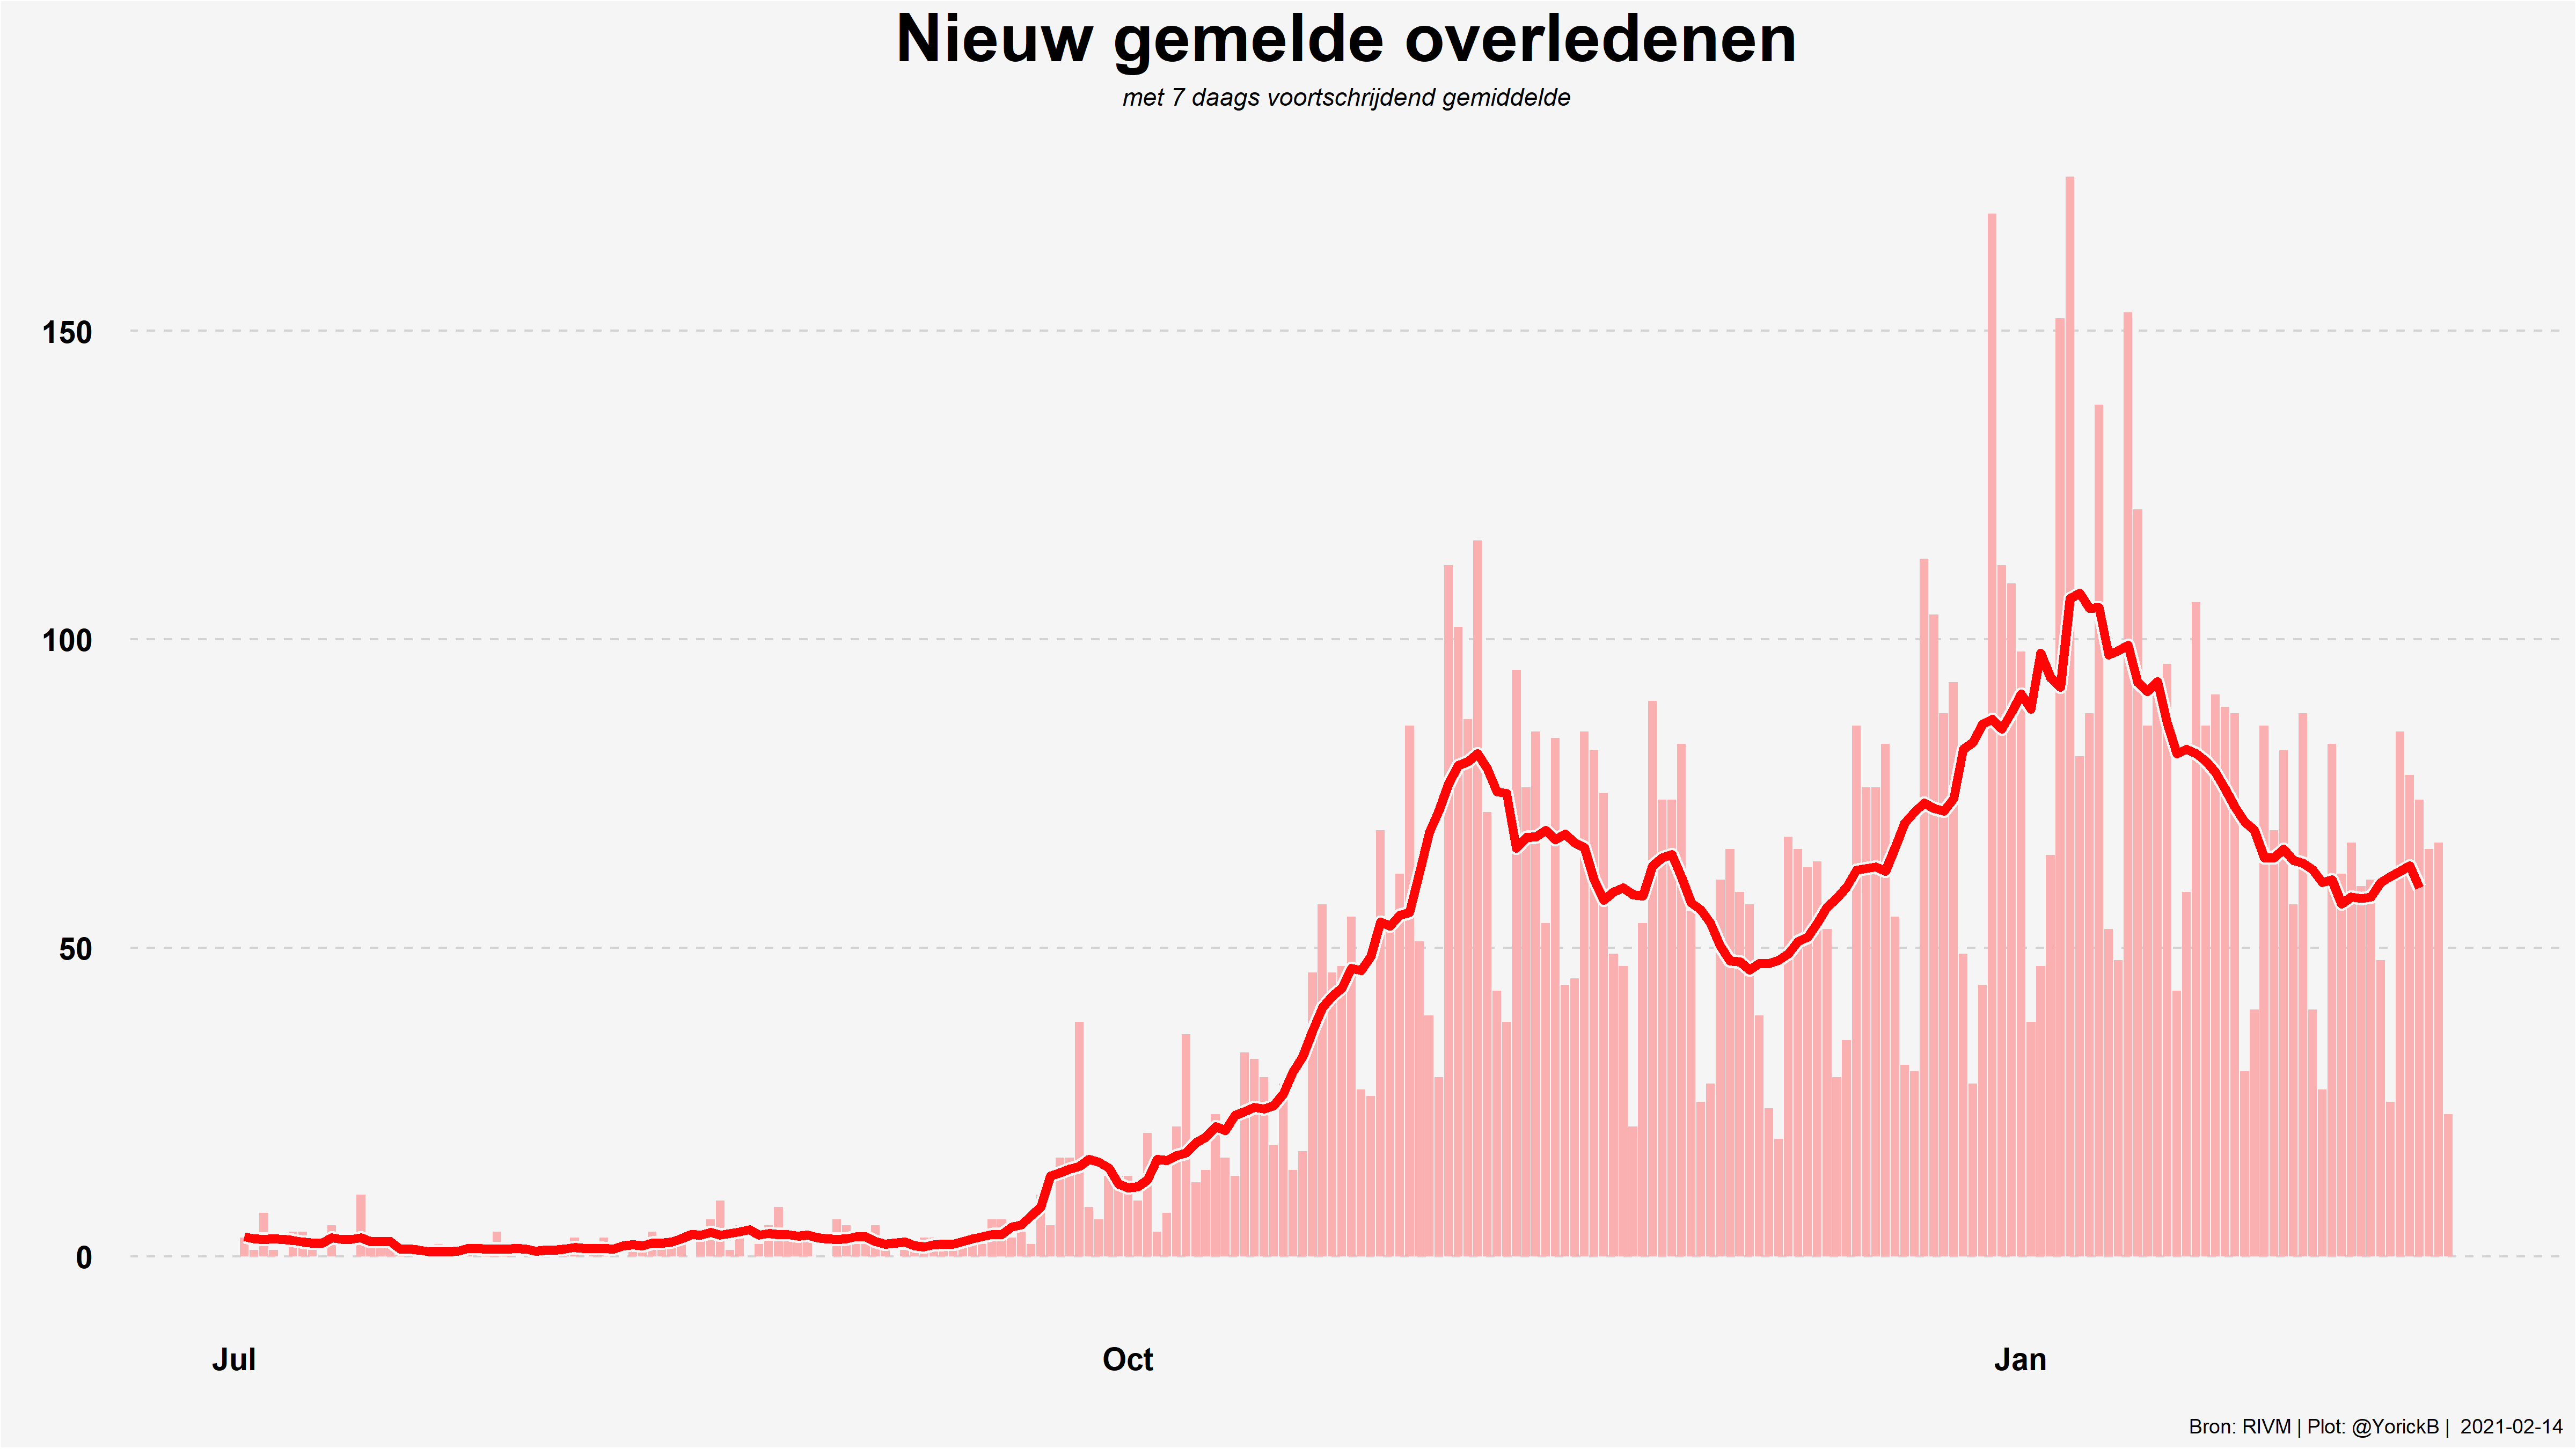 Nieuw gemelde overledenen
met 7 daags voortschrijdend gemiddelde
150
100
50
0
Jul Oct Jan
Bron: RIVM | Plot: @YorickB | 2021-02-14